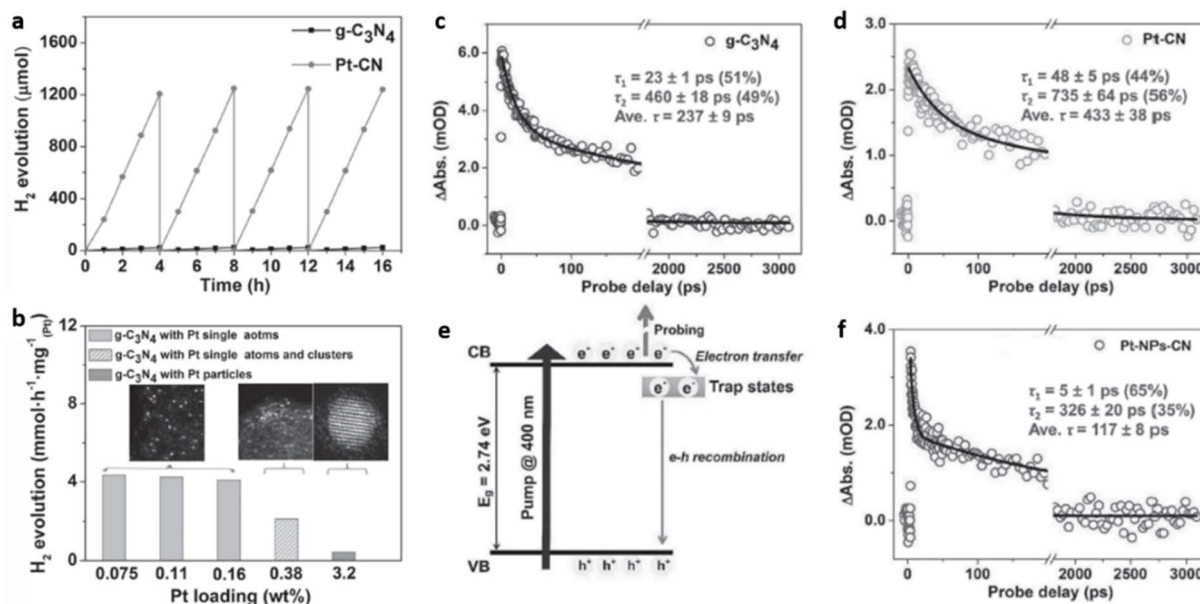 a
H₂ evolution (μmol)
1600
1200
800
400
0
g-C₃N₄
Pt-CN
0 2 4 6 8 10 12 14 16
Time (h)
b
H₂ evolution (mmol·h⁻¹·mg⁻¹(Pt))
12
8
4
0
g-C₃N₄ with Pt single aotms
g-C₃N₄ with Pt single atoms and clusters
g-C₃N₄ with Pt particles
0.075 0.11 0.16 0.38 3.2
Pt loading (wt%)
c
ΔAbs. (mOD)
6.0
4.0
2.0
0.0
g-C₃N₄
τ₁ = 23 ± 1 ps (51%)
τ₂ = 460 ± 18 ps (49%)
Ave. τ = 237 ± 9 ps
0 100 2000 2500 3000
Probe delay (ps)
d
ΔAbs. (mOD)
3.0
2.0
1.0
0.0
Pt-CN
τ₁ = 48 ± 5 ps (44%)
τ₂ = 735 ± 64 ps (56%)
Ave. τ = 433 ± 38 ps
0 100 2000 2500 3000
Probe delay (ps)
e
Probing
CB
e⁻ e⁻ e⁻ e⁻
Electron transfer
e⁻ e⁻
Trap states
E_g = 2.74 eV
Pump @ 400 nm
e-h recombination
VB
h⁺ h⁺ h⁺ h⁺
f
ΔAbs. (mOD)
4.0
2.0
0.0
Pt-NPs-CN
τ₁ = 5 ± 1 ps (65%)
τ₂ = 326 ± 20 ps (35%)
Ave. τ = 117 ± 8 ps
0 100 2000 2500 3000
Probe delay (ps)